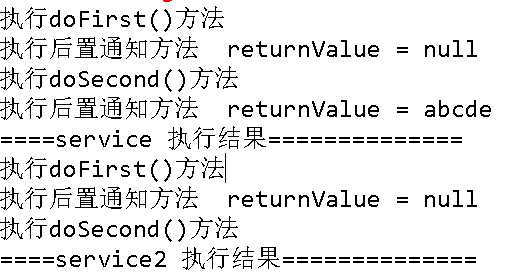 执行doFirst()方法
执行后置通知方法  returnValue = null
执行doSecond()方法
执行后置通知方法  returnValue = abcde
====service 执行结果==============
执行doFirst()方法
执行后置通知方法  returnValue = null
执行doSecond()方法
====service2 执行结果==============